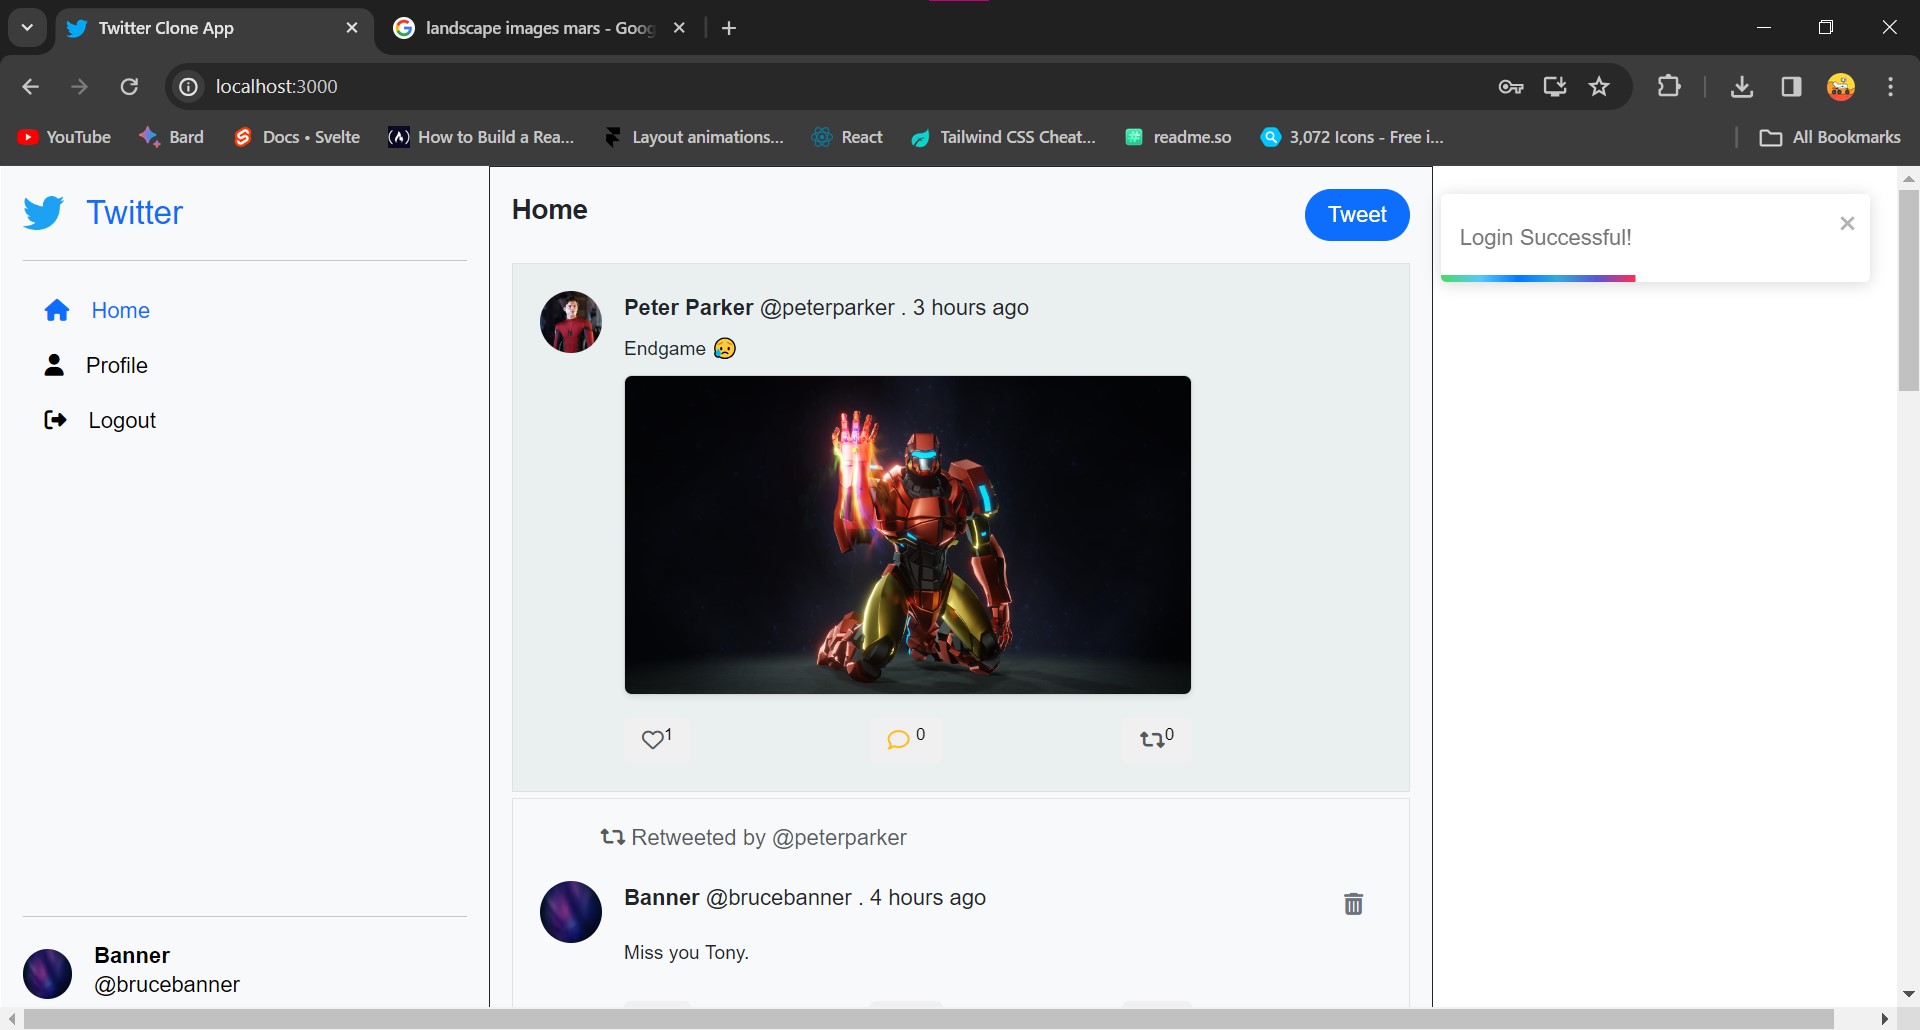 Twitter Clone App
landscape images mars - Goog
localhost:3000
YouTube
Bard
Docs • Svelte
How to Build a Rea...
Layout animations...
React
Tailwind CSS Cheat...
readme.so
3,072 Icons - Free i...
All Bookmarks
Twitter
Home
Profile
Logout
Banner
@brucebanner
Home
Tweet
Peter Parker @peterparker . 3 hours ago
Endgame 😥
1
0
0
Retweeted by @peterparker
Banner @brucebanner . 4 hours ago
Miss you Tony.
Login Successful!